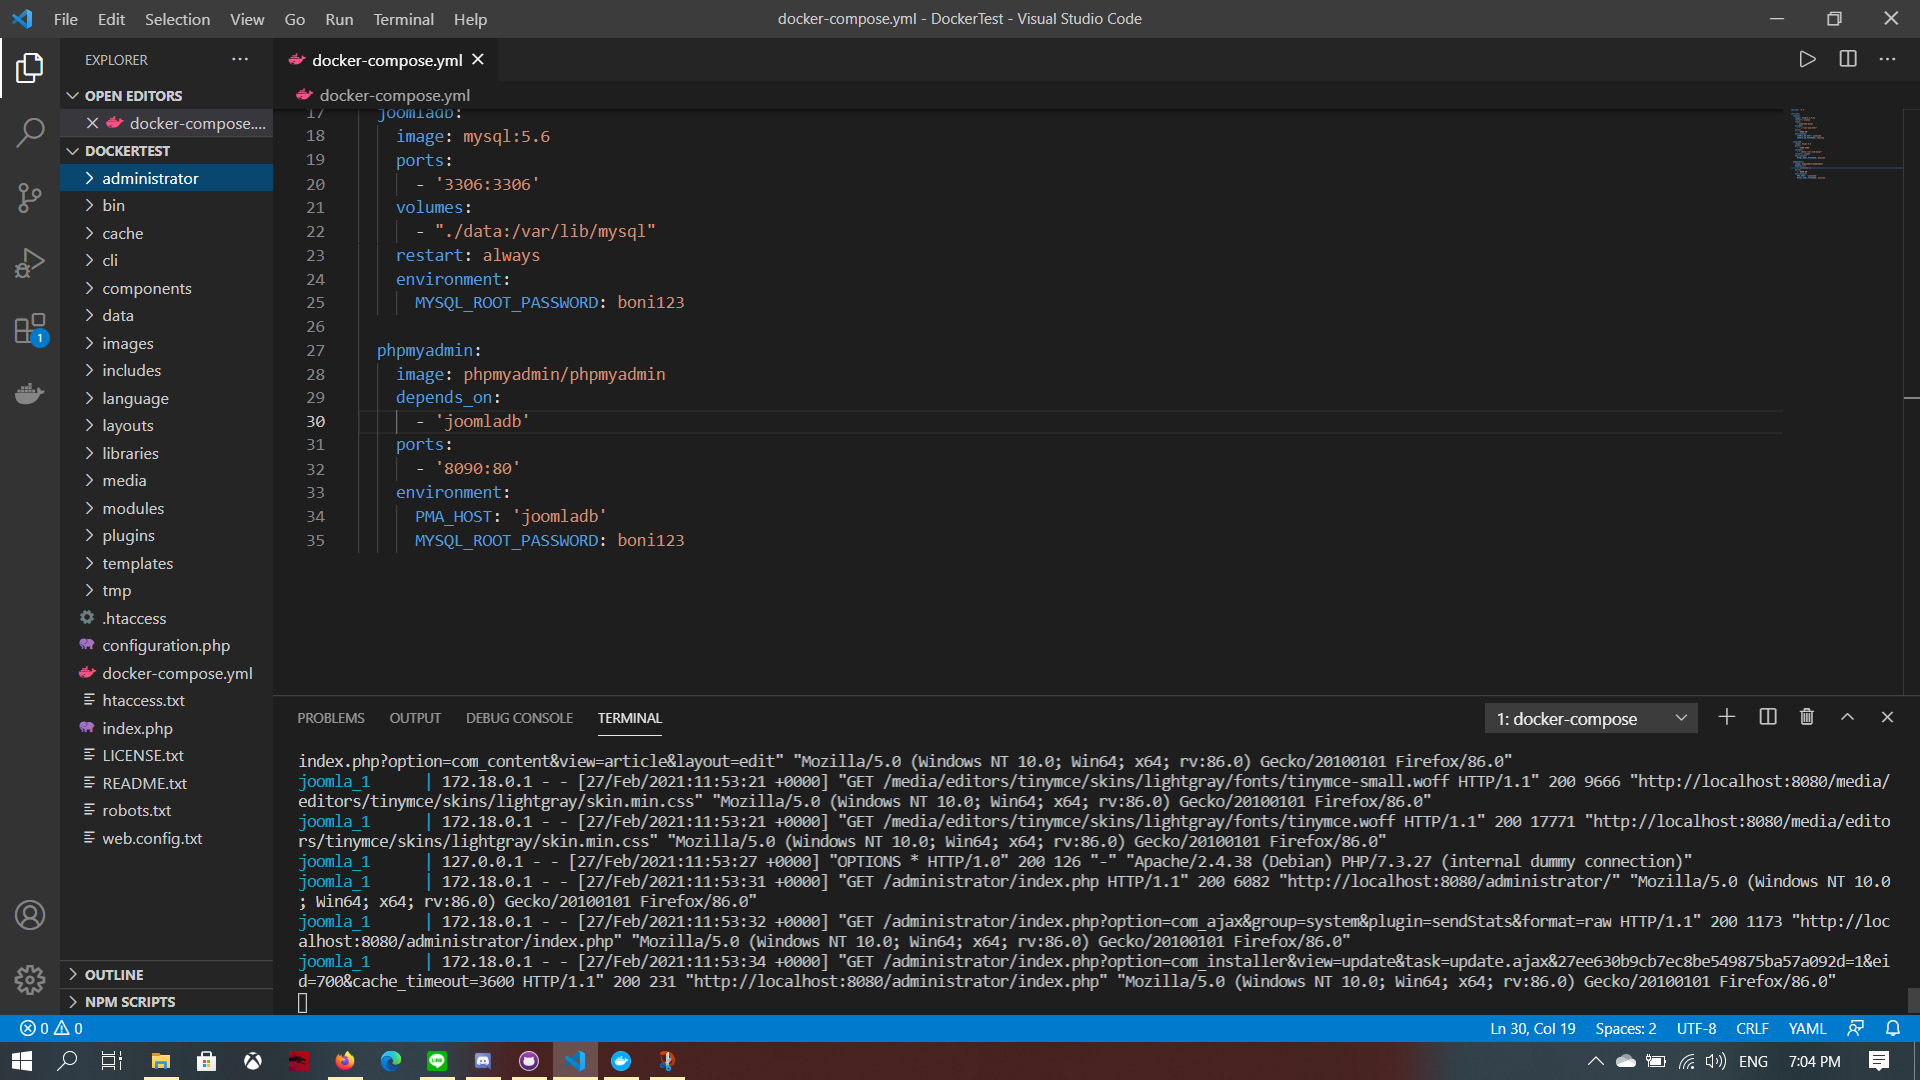 File Edit Selection View Go Run Terminal Help
docker-compose.yml - DockerTest - Visual Studio Code
EXPLORER
OPEN EDITORS
docker-compose....
DOCKERTEST
administrator
bin
cache
cli
components
data
images
includes
language
layouts
libraries
media
modules
plugins
templates
tmp
.htaccess
configuration.php
docker-compose.yml
htaccess.txt
index.php
LICENSE.txt
README.txt
robots.txt
web.config.txt
OUTLINE
NPM SCRIPTS
1
docker-compose.yml
docker-compose.yml
17 joomladb:
18 image: mysql:5.6
19 ports:
20 - '3306:3306'
21 volumes:
22 - "./data:/var/lib/mysql"
23 restart: always
24 environment:
25 MYSQL_ROOT_PASSWORD: boni123
26
27 phpmyadmin:
28 image: phpmyadmin/phpmyadmin
29 depends_on:
30 - 'joomladb'
31 ports:
32 - '8090:80'
33 environment:
34 PMA_HOST: 'joomladb'
35 MYSQL_ROOT_PASSWORD: boni123
PROBLEMS OUTPUT DEBUG CONSOLE TERMINAL
1: docker-compose
index.php?option=com_content&view=article&layout=edit" "Mozilla/5.0 (Windows NT 10.0; Win64; x64; rv:86.0) Gecko/20100101 Firefox/86.0"
joomla_1 | 172.18.0.1 - - [27/Feb/2021:11:53:21 +0000] "GET /media/editors/tinymce/skins/lightgray/fonts/tinymce-small.woff HTTP/1.1" 200 9666 "http://localhost:8080/media/
editors/tinymce/skins/lightgray/skin.min.css" "Mozilla/5.0 (Windows NT 10.0; Win64; x64; rv:86.0) Gecko/20100101 Firefox/86.0"
joomla_1 | 172.18.0.1 - - [27/Feb/2021:11:53:21 +0000] "GET /media/editors/tinymce/skins/lightgray/fonts/tinymce.woff HTTP/1.1" 200 17771 "http://localhost:8080/media/edito
rs/tinymce/skins/lightgray/skin.min.css" "Mozilla/5.0 (Windows NT 10.0; Win64; x64; rv:86.0) Gecko/20100101 Firefox/86.0"
joomla_1 | 127.0.0.1 - - [27/Feb/2021:11:53:27 +0000] "OPTIONS * HTTP/1.0" 200 126 "-" "Apache/2.4.38 (Debian) PHP/7.3.27 (internal dummy connection)"
joomla_1 | 172.18.0.1 - - [27/Feb/2021:11:53:31 +0000] "GET /administrator/index.php HTTP/1.1" 200 6082 "http://localhost:8080/administrator/" "Mozilla/5.0 (Windows NT 10.0
; Win64; x64; rv:86.0) Gecko/20100101 Firefox/86.0"
joomla_1 | 172.18.0.1 - - [27/Feb/2021:11:53:32 +0000] "GET /administrator/index.php?option=com_ajax&group=system&plugin=sendStats&format=raw HTTP/1.1" 200 1173 "http://loc
alhost:8080/administrator/index.php" "Mozilla/5.0 (Windows NT 10.0; Win64; x64; rv:86.0) Gecko/20100101 Firefox/86.0"
joomla_1 | 172.18.0.1 - - [27/Feb/2021:11:53:34 +0000] "GET /administrator/index.php?option=com_installer&view=update&task=update.ajax&27ee630b9cb7ec8be549875ba57a092d=1&ei
d=700&cache_timeout=3600 HTTP/1.1" 200 231 "http://localhost:8080/administrator/index.php" "Mozilla/5.0 (Windows NT 10.0; Win64; x64; rv:86.0) Gecko/20100101 Firefox/86.0"
0 0
Ln 30, Col 19 Spaces: 2 UTF-8 CRLF YAML
ENG 7:04 PM